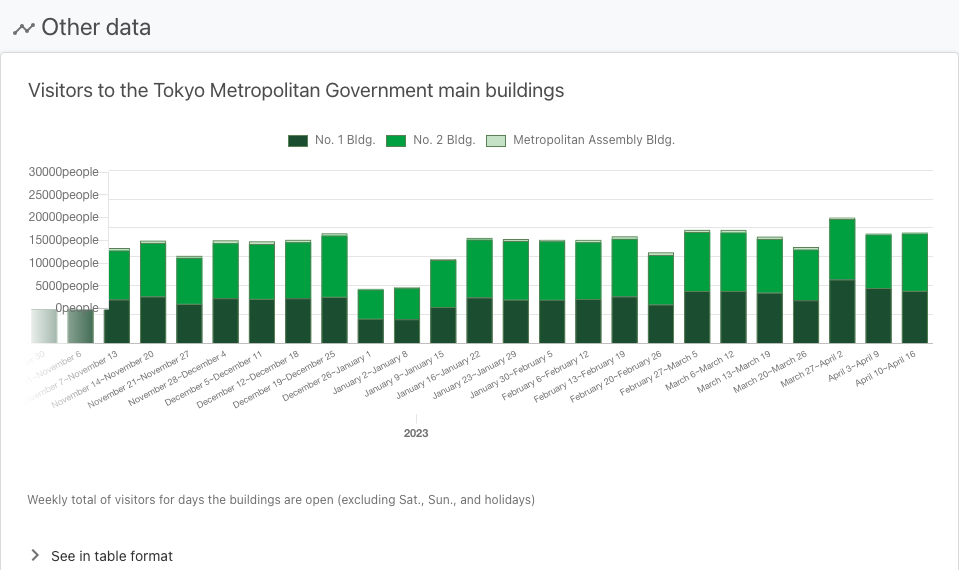 Other data
Visitors to the Tokyo Metropolitan Government main buildings
No. 1 Bldg. No. 2 Bldg. Metropolitan Assembly Bldg.
30000people
25000people
20000people
15000people
10000people
5000people
0people
30
November 6
7~November 13
November 14~November 20
November 21~November 27
November 28~December 4
December 5~December 11
December 12~December 18
December 19~December 25
December 26~January 1
January 2~January 8
January 9~January 15
January 16~January 22
January 23~January 29
January 30~February 5
February 6~February 12
February 13~February 19
February 20~February 26
February 27~March 5
March 6~March 12
March 13~March 19
March 20~March 26
March 27~April 2
April 3~April 9
April 10~April 16
2023
Weekly total of visitors for days the buildings are open (excluding Sat., Sun., and holidays)
See in table format